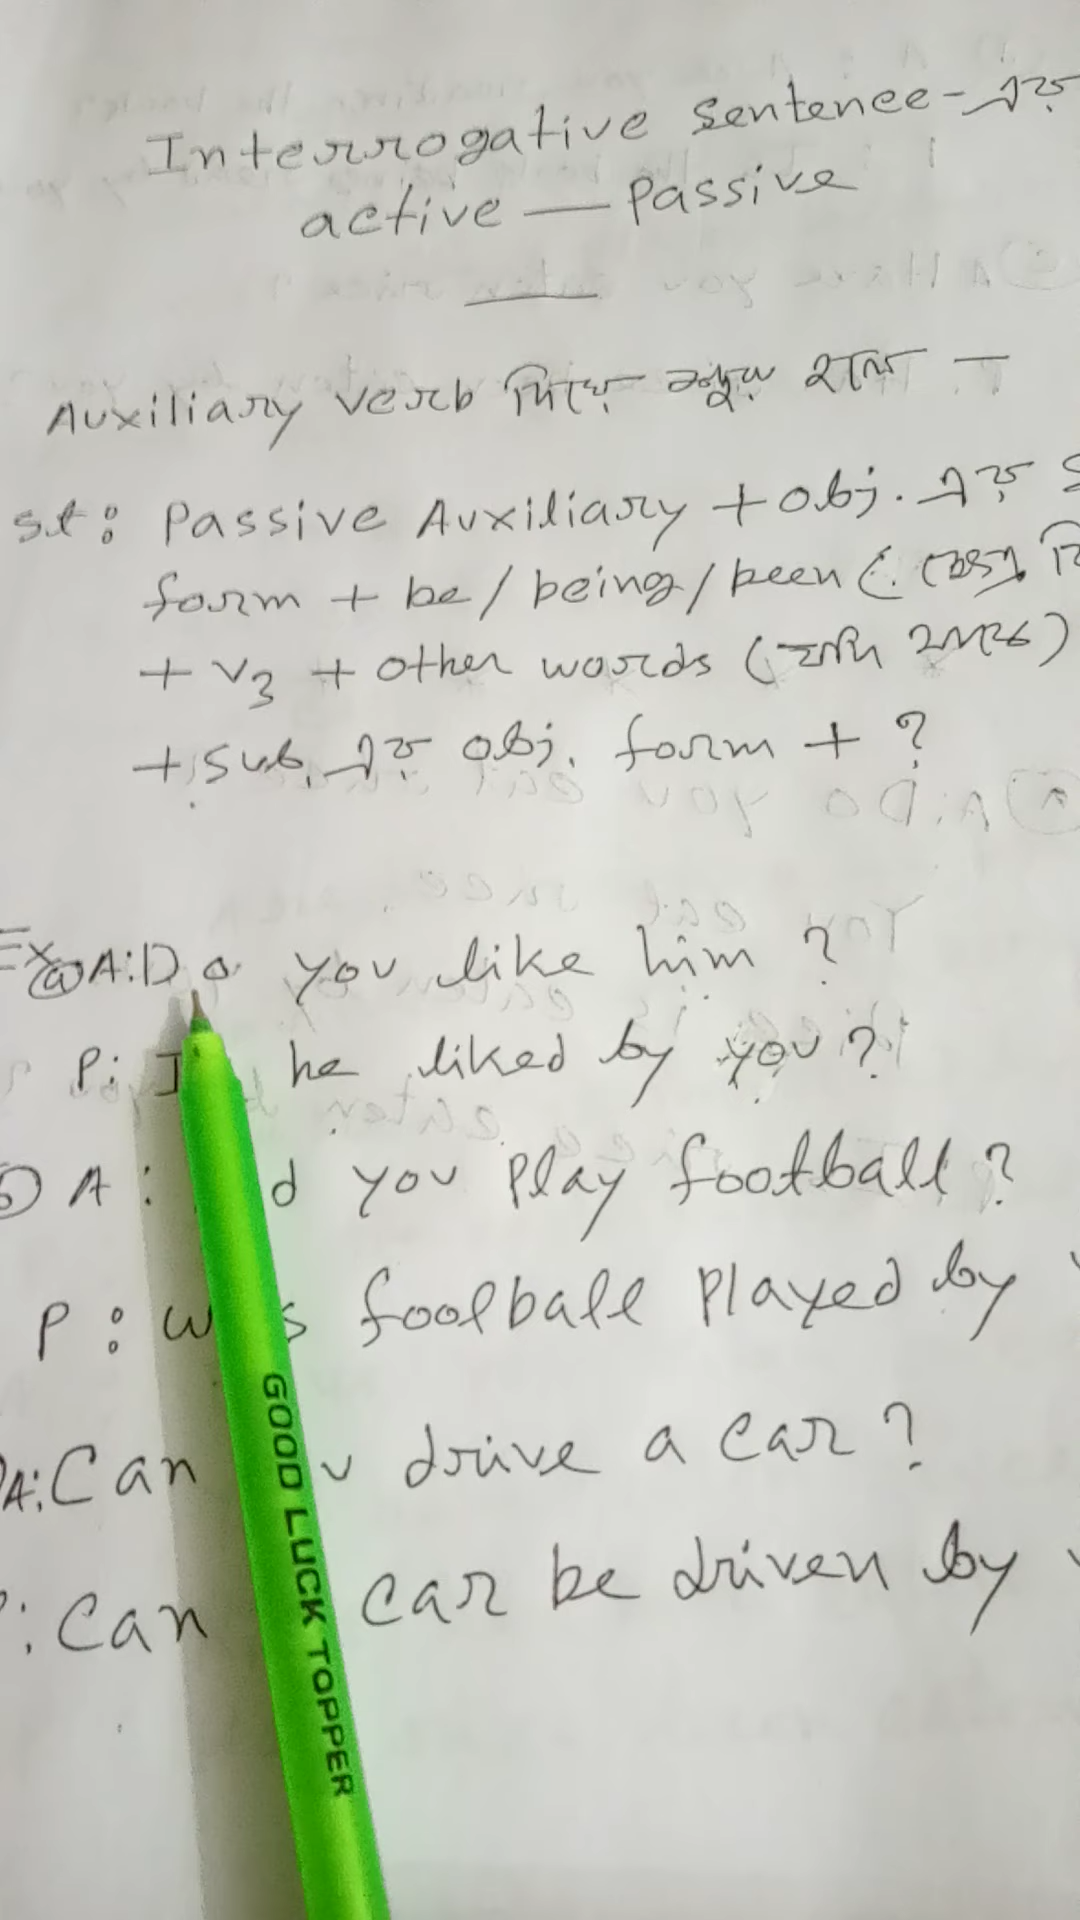 Interrogative sentence-এর
active — Passive
Auxiliary verb দিয়ে শুরু হলে —
st: Passive Auxiliary + obj. এর
form + be/being/been (
+ V3 + other words (যদি থাকে)
+ sub. এর obj. form + ?
Ex ⓐ A: Do you like him ?
P: he liked by you ?
ⓑ A: you play football ?
P: foolball Played by
A: Can drive a car ?
: Can car be driven by
GOOD LUCK TOPPER